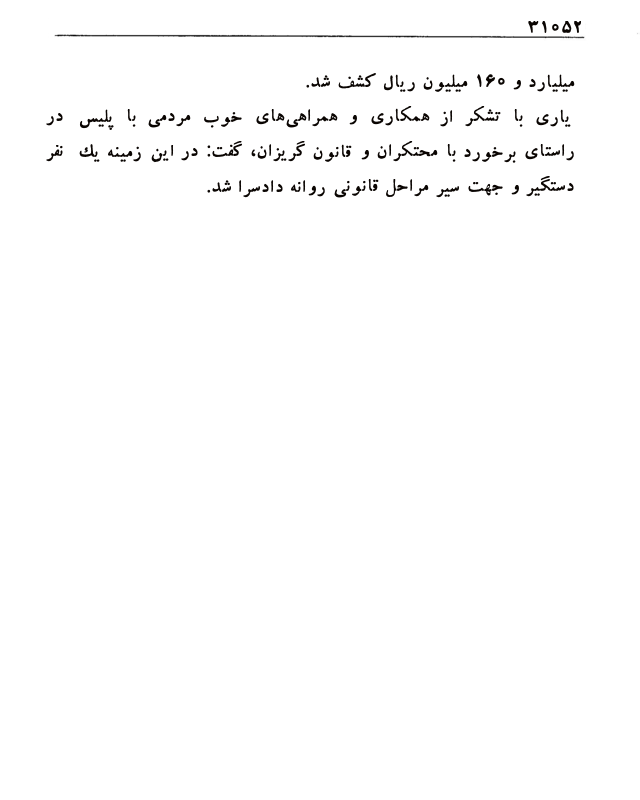 ۳۱۰۵۲
میلیارد و ۱۶۰ میلیون ریال کشف شد.
یاری با تشکر از همکاری و همراهی‌های خوب مردمی با پلیس در
راستای برخورد با محتکران و قانون گریزان، گفت: در این زمینه یك نفر
دستگیر و جهت سیر مراحل قانونی روانه دادسرا شد.